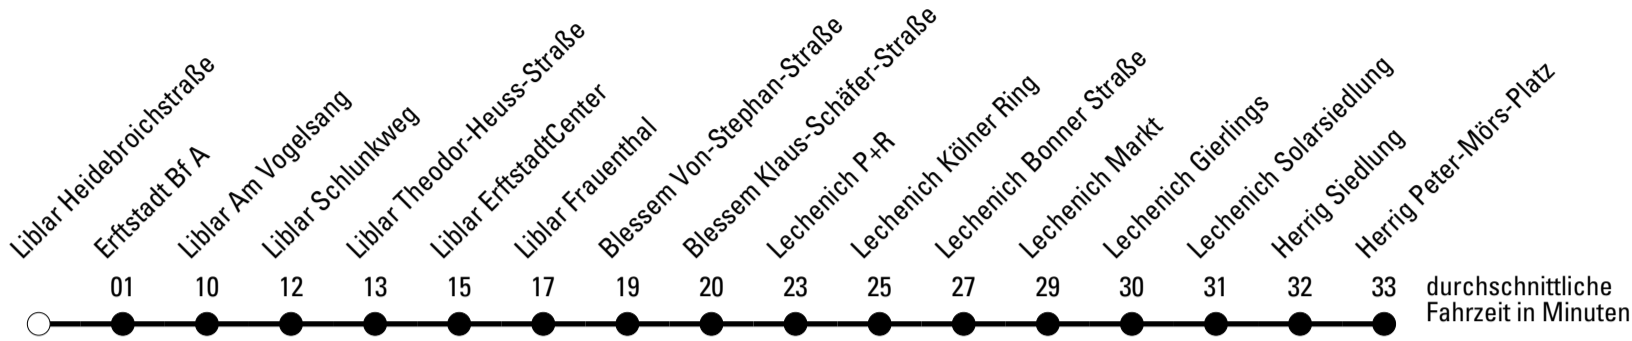 Liblar Heidebroichstraße
Erftstadt Bf A
Liblar Am Vogelsang
Liblar Schlunkweg
Liblar Theodor-Heuss-Straße
Liblar ErftstadtCenter
Liblar Frauenthal
Blessem Von-Stephan-Straße
Blessem Klaus-Schäfer-Straße
Lechenich P+R
Lechenich Kölner Ring
Lechenich Bonner Straße
Lechenich Markt
Lechenich Gierlings
Lechenich Solarsiedlung
Herrig Siedlung
Herrig Peter-Mörs-Platz
01 10 12 13 15 17 19 20 23 25 27 29 30 31 32 33
durchschnittliche
Fahrzeit in Minuten